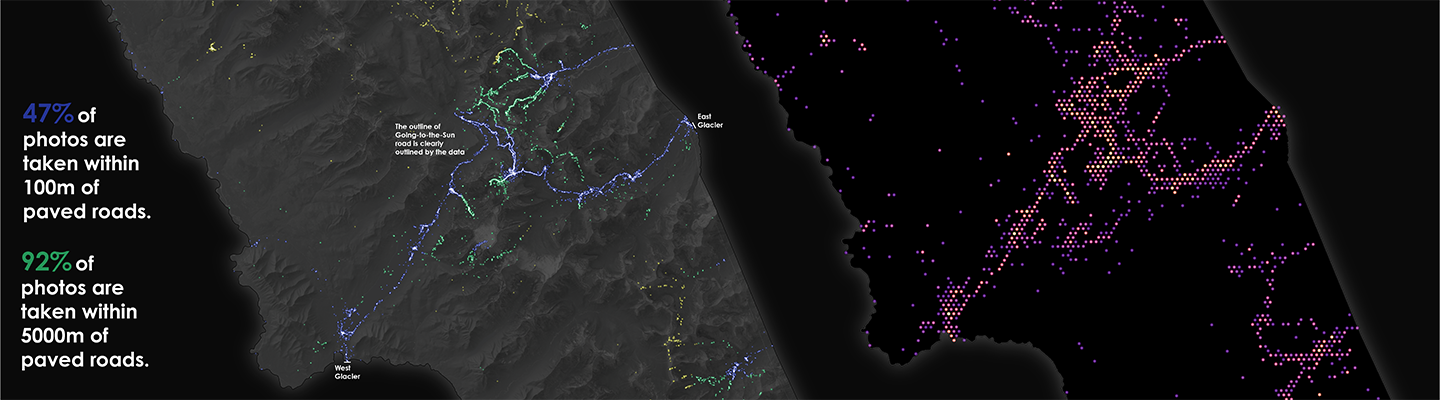 47% of
photos are
taken within
100m of
paved roads.
92% of
photos are
taken within
5000m of
paved roads.
The outline of
Going-to-the-Sun
road is clearly
outlined by the data
East
Glacier
West
Glacier